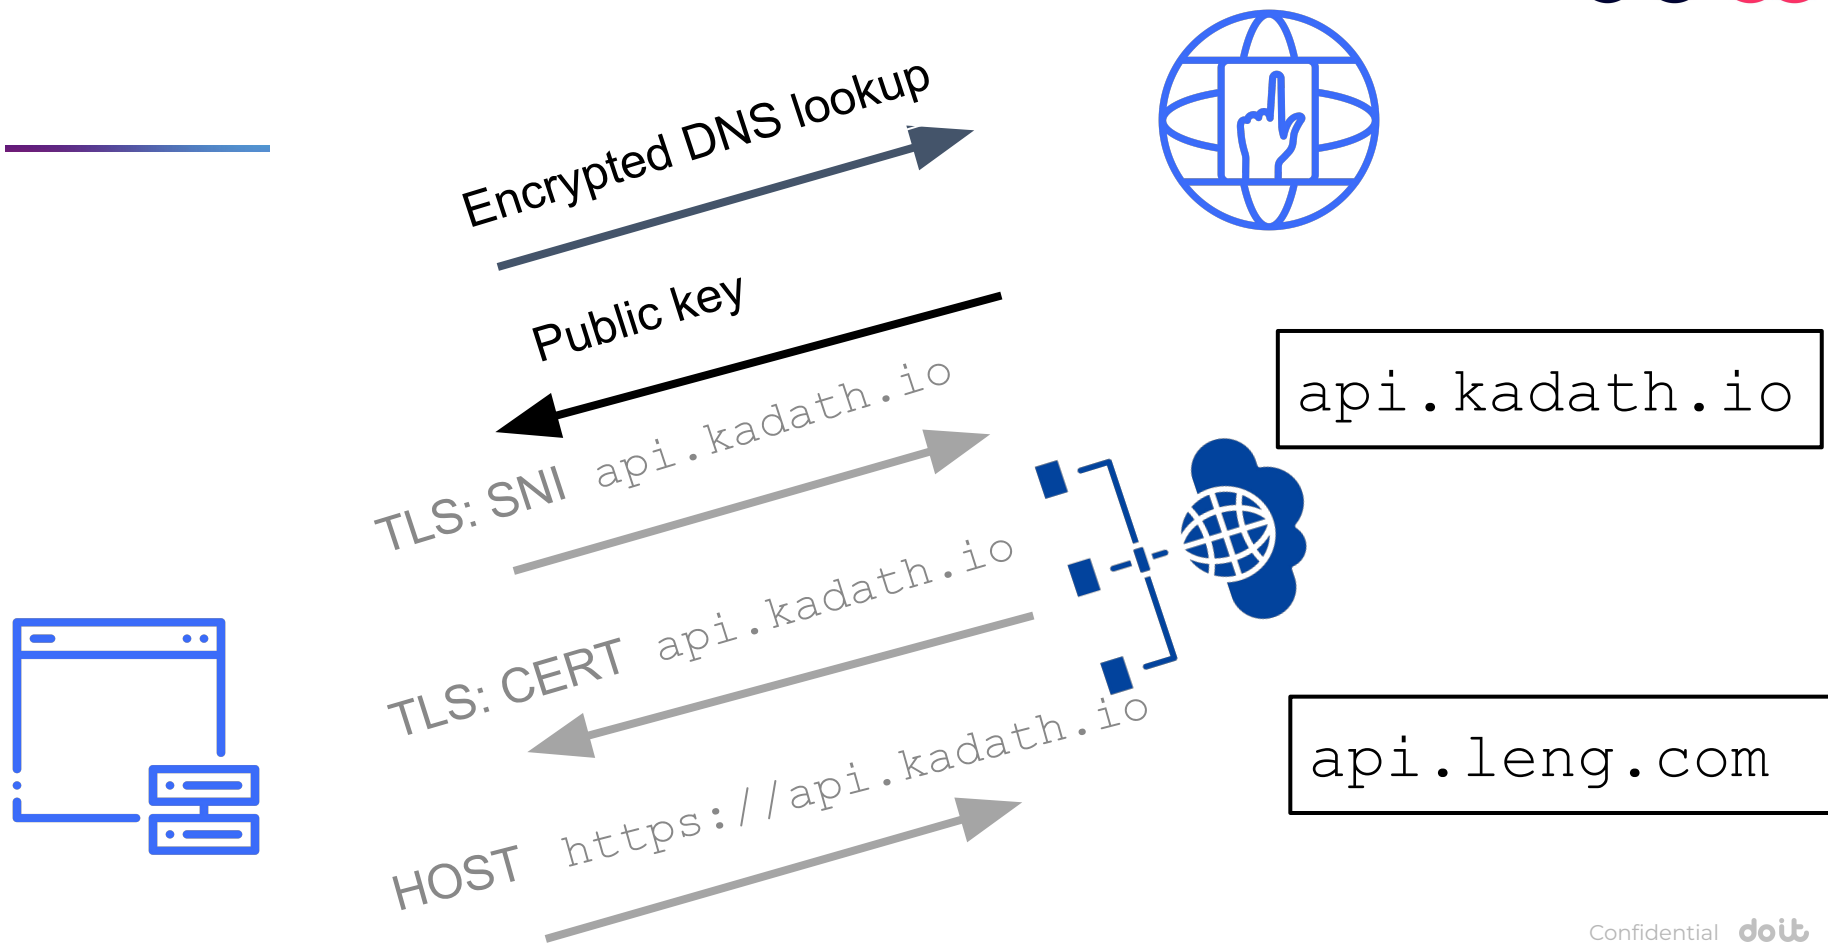 Encrypted DNS lookup
Public key
api.kadath.io
TLS: SNI api.kadath.io
TLS: CERT api.kadath.io
api.leng.com
HOST https://api.kadath.io
Confidential doit